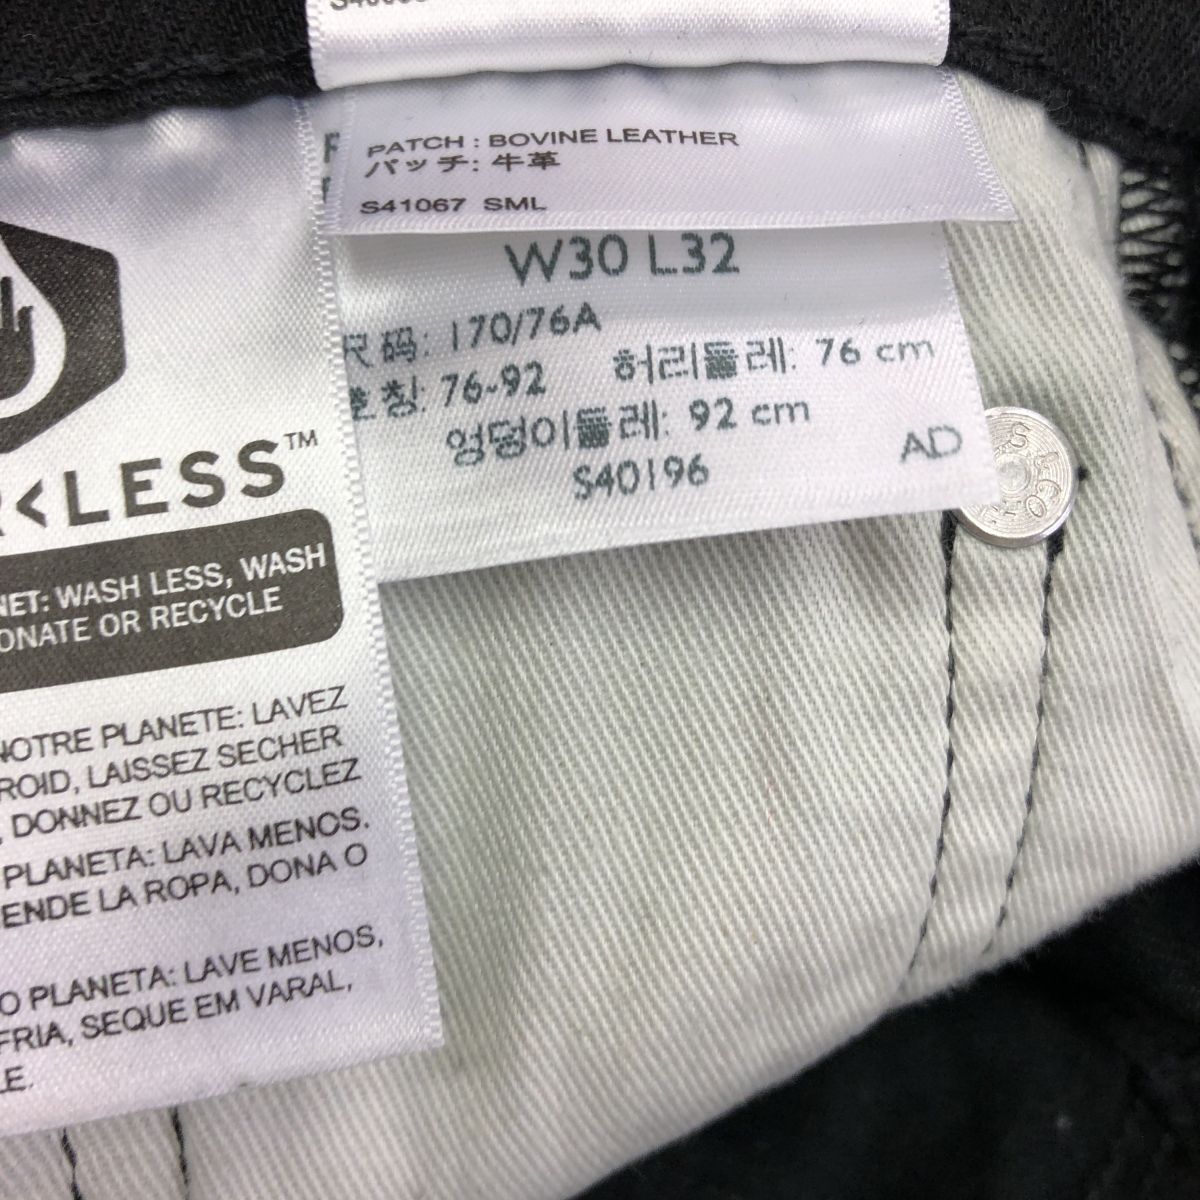 PATCH : BOVINE LEATHER
パッチ: 牛革
S41067 SML
W30 L32
尺码: 170/76A
호칭: 76-92 허리둘레: 76 cm
엉덩이둘레: 92 cm
S40196
AD
<LESS™
NET: WASH LESS, WASH
ONATE OR RECYCLE
NOTRE PLANETE: LAVEZ
ROID, LAISSEZ SECHER
, DONNEZ OU RECYCLEZ
PLANETA: LAVA MENOS.
ENDE LA ROPA, DONA O
O PLANETA: LAVE MENOS,
FRIA, SEQUE EM VARAL,
LE.